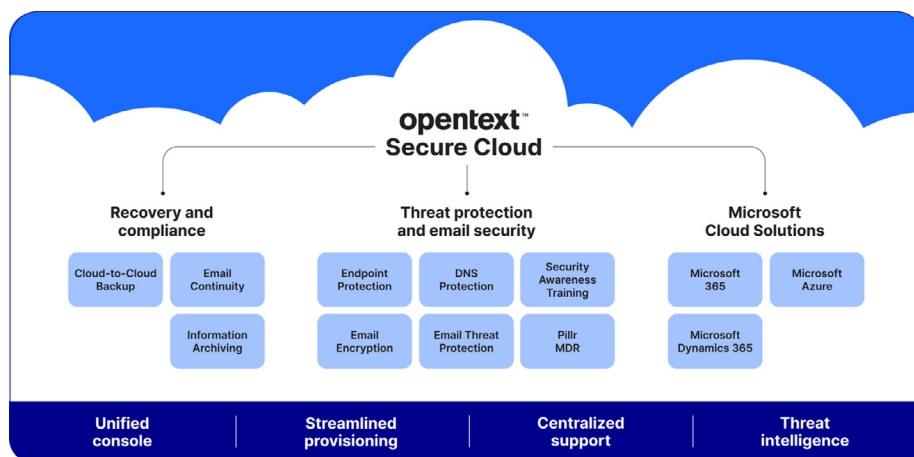 opentext™
Secure Cloud
Recovery and
compliance
Cloud-to-Cloud
Backup
Email
Continuity
Information
Archiving
Threat protection
and email security
Endpoint
Protection
DNS
Protection
Security
Awareness
Training
Email
Encryption
Email Threat
Protection
Pillr
MDR
Microsoft
Cloud Solutions
Microsoft
365
Microsoft
Azure
Microsoft
Dynamics 365
Unified
console
Streamlined
provisioning
Centralized
support
Threat
intelligence